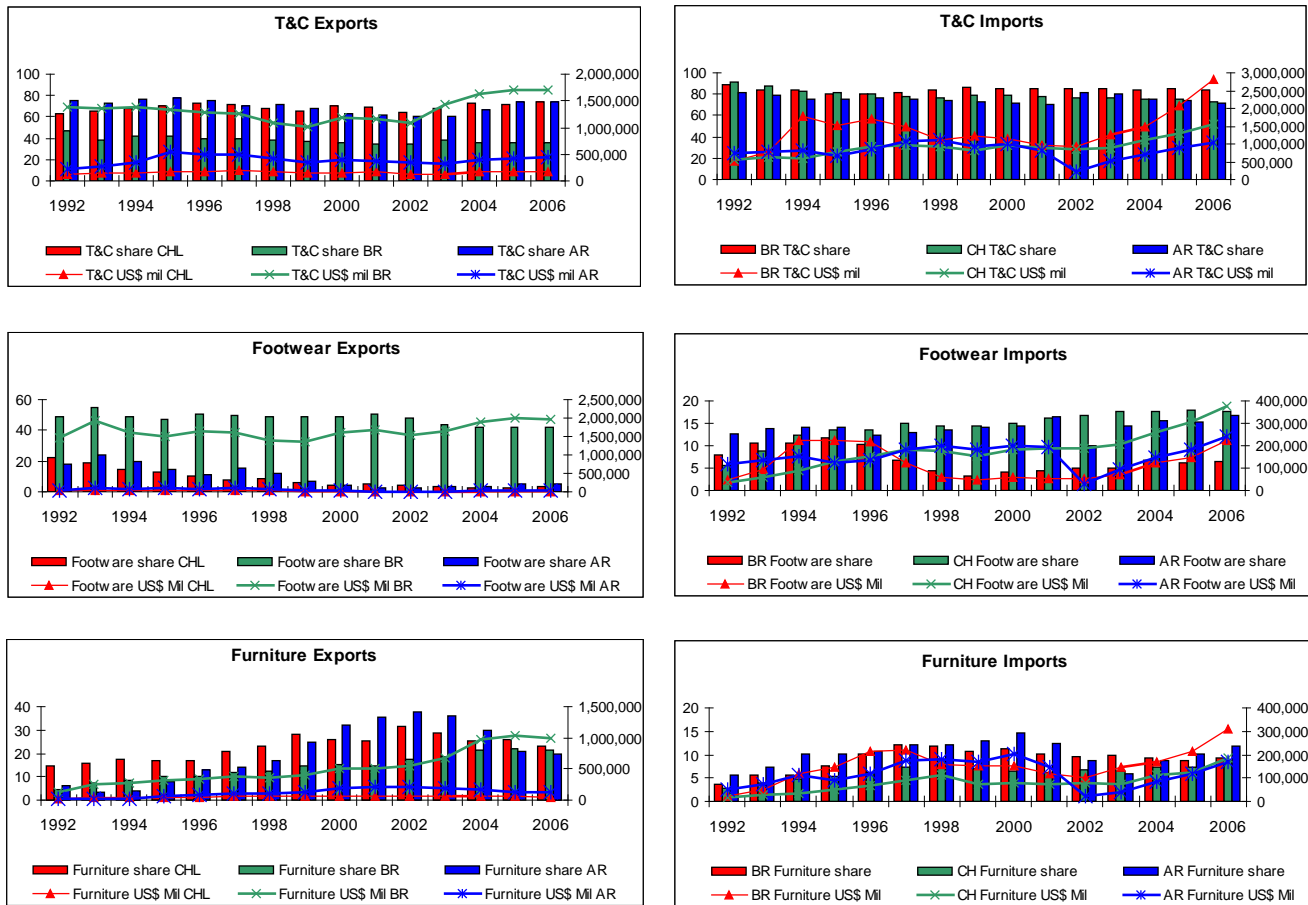 T&C Exports
100
80
60
40
20
0
2,000,000
1,500,000
1,000,000
500,000
0
1992 1994 1996 1998 2000 2002 2004 2006
T&C share CHL T&C share BR T&C share AR
T&C US$ mil CHL T&C US$ mil BR T&C US$ mil AR
T&C Imports
100
80
60
40
20
0
3,000,000
2,500,000
2,000,000
1,500,000
1,000,000
500,000
0
1992 1994 1996 1998 2000 2002 2004 2006
BR T&C share CH T&C share AR T&C share
BR T&C US$ mil CH T&C US$ mil AR T&C US$ mil
Footwear Exports
60
40
20
0
2,500,000
2,000,000
1,500,000
1,000,000
500,000
0
1992 1994 1996 1998 2000 2002 2004 2006
Footware share CHL Footware share BR Footware share AR
Footware US$ Mil CHL Footware US$ Mil BR Footware US$ Mil AR
Footwear Imports
20
15
10
5
0
400,000
300,000
200,000
100,000
0
1992 1994 1996 1998 2000 2002 2004 2006
BR Footware share CH Footware share AR Footware share
BR Footware US$ Mil CH Footware US$ Mil AR Footware US$ Mil
Furniture Exports
40
30
20
10
0
1,500,000
1,000,000
500,000
0
1992 1994 1996 1998 2000 2002 2004 2006
Furniture share CHL Furniture share BR Furniture share AR
Furniture US$ Mil CHL Furniture US$ Mil BR Furniture US$ Mil AR
Furniture Imports
20
15
10
5
0
400,000
300,000
200,000
100,000
0
1992 1994 1996 1998 2000 2002 2004 2006
BR Furniture share CH Furniture share AR Furniture share
BR Furniture US$ Mil CH Furniture US$ Mil AR Furniture US$ Mil